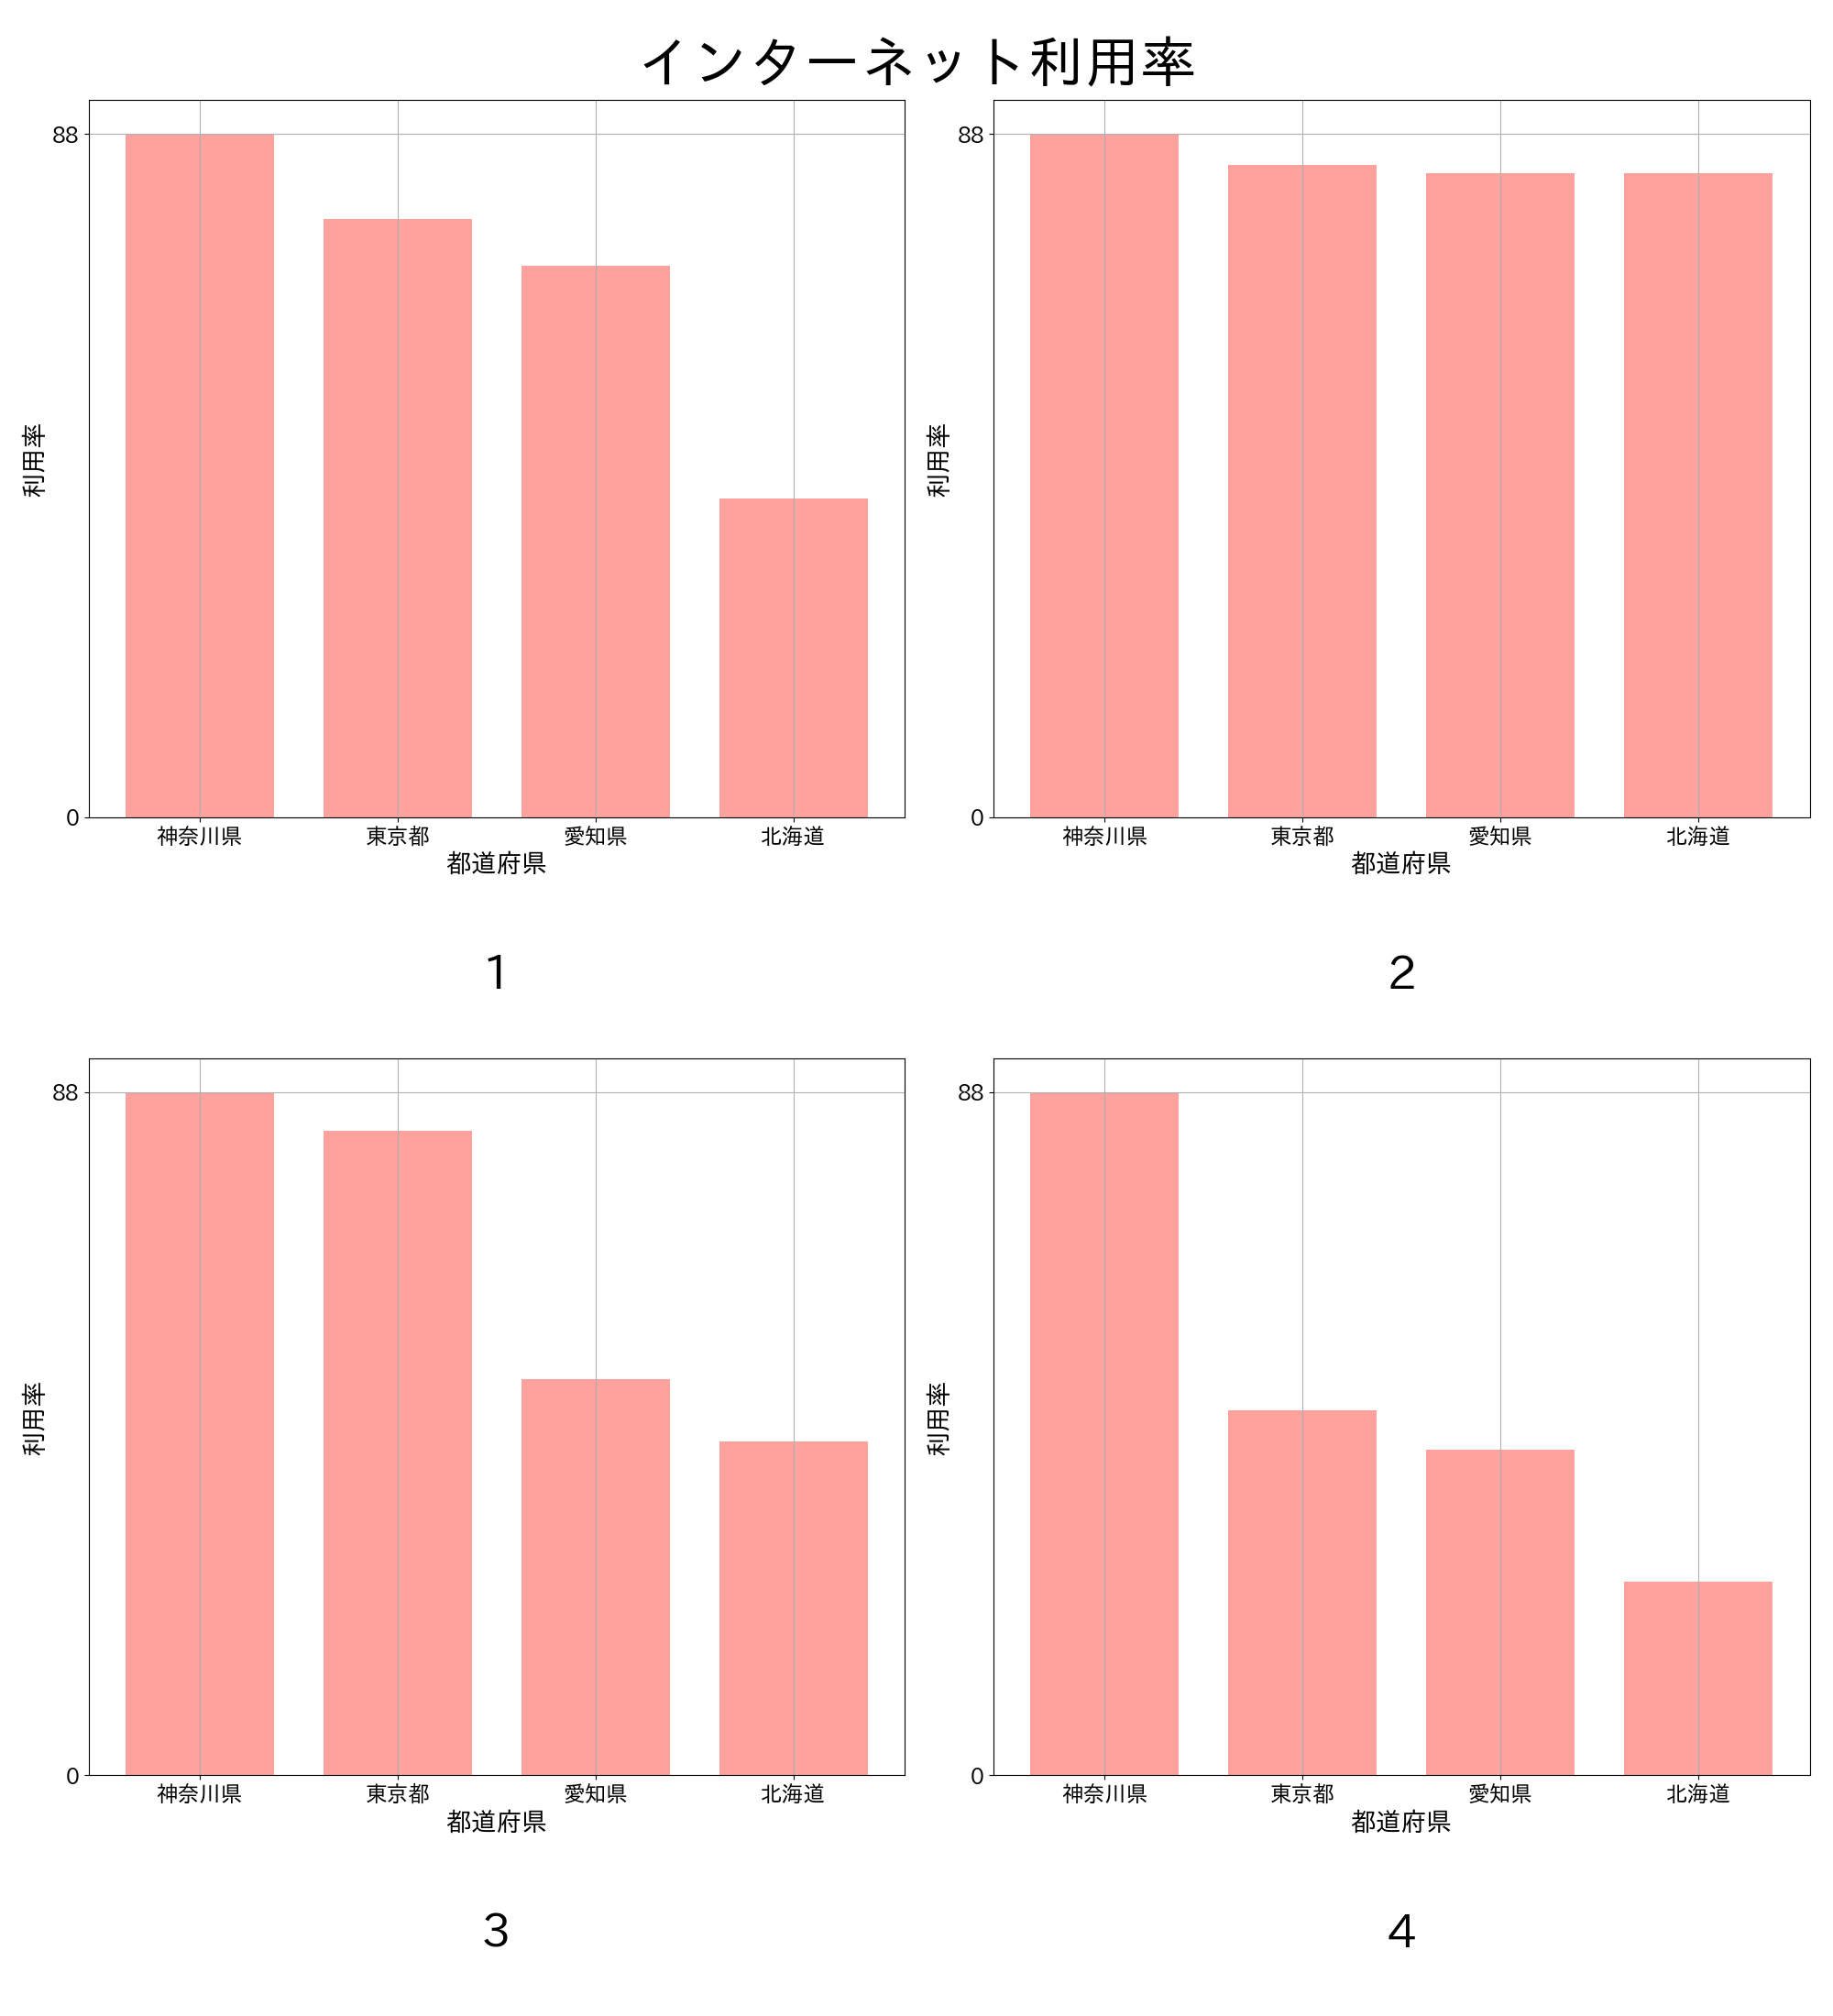 インターネット利用率
88
0
利用率
神奈川県 東京都 愛知県 北海道
都道府県
1
88
0
利用率
神奈川県 東京都 愛知県 北海道
都道府県
2
88
0
利用率
神奈川県 東京都 愛知県 北海道
都道府県
3
88
0
利用率
神奈川県 東京都 愛知県 北海道
都道府県
4